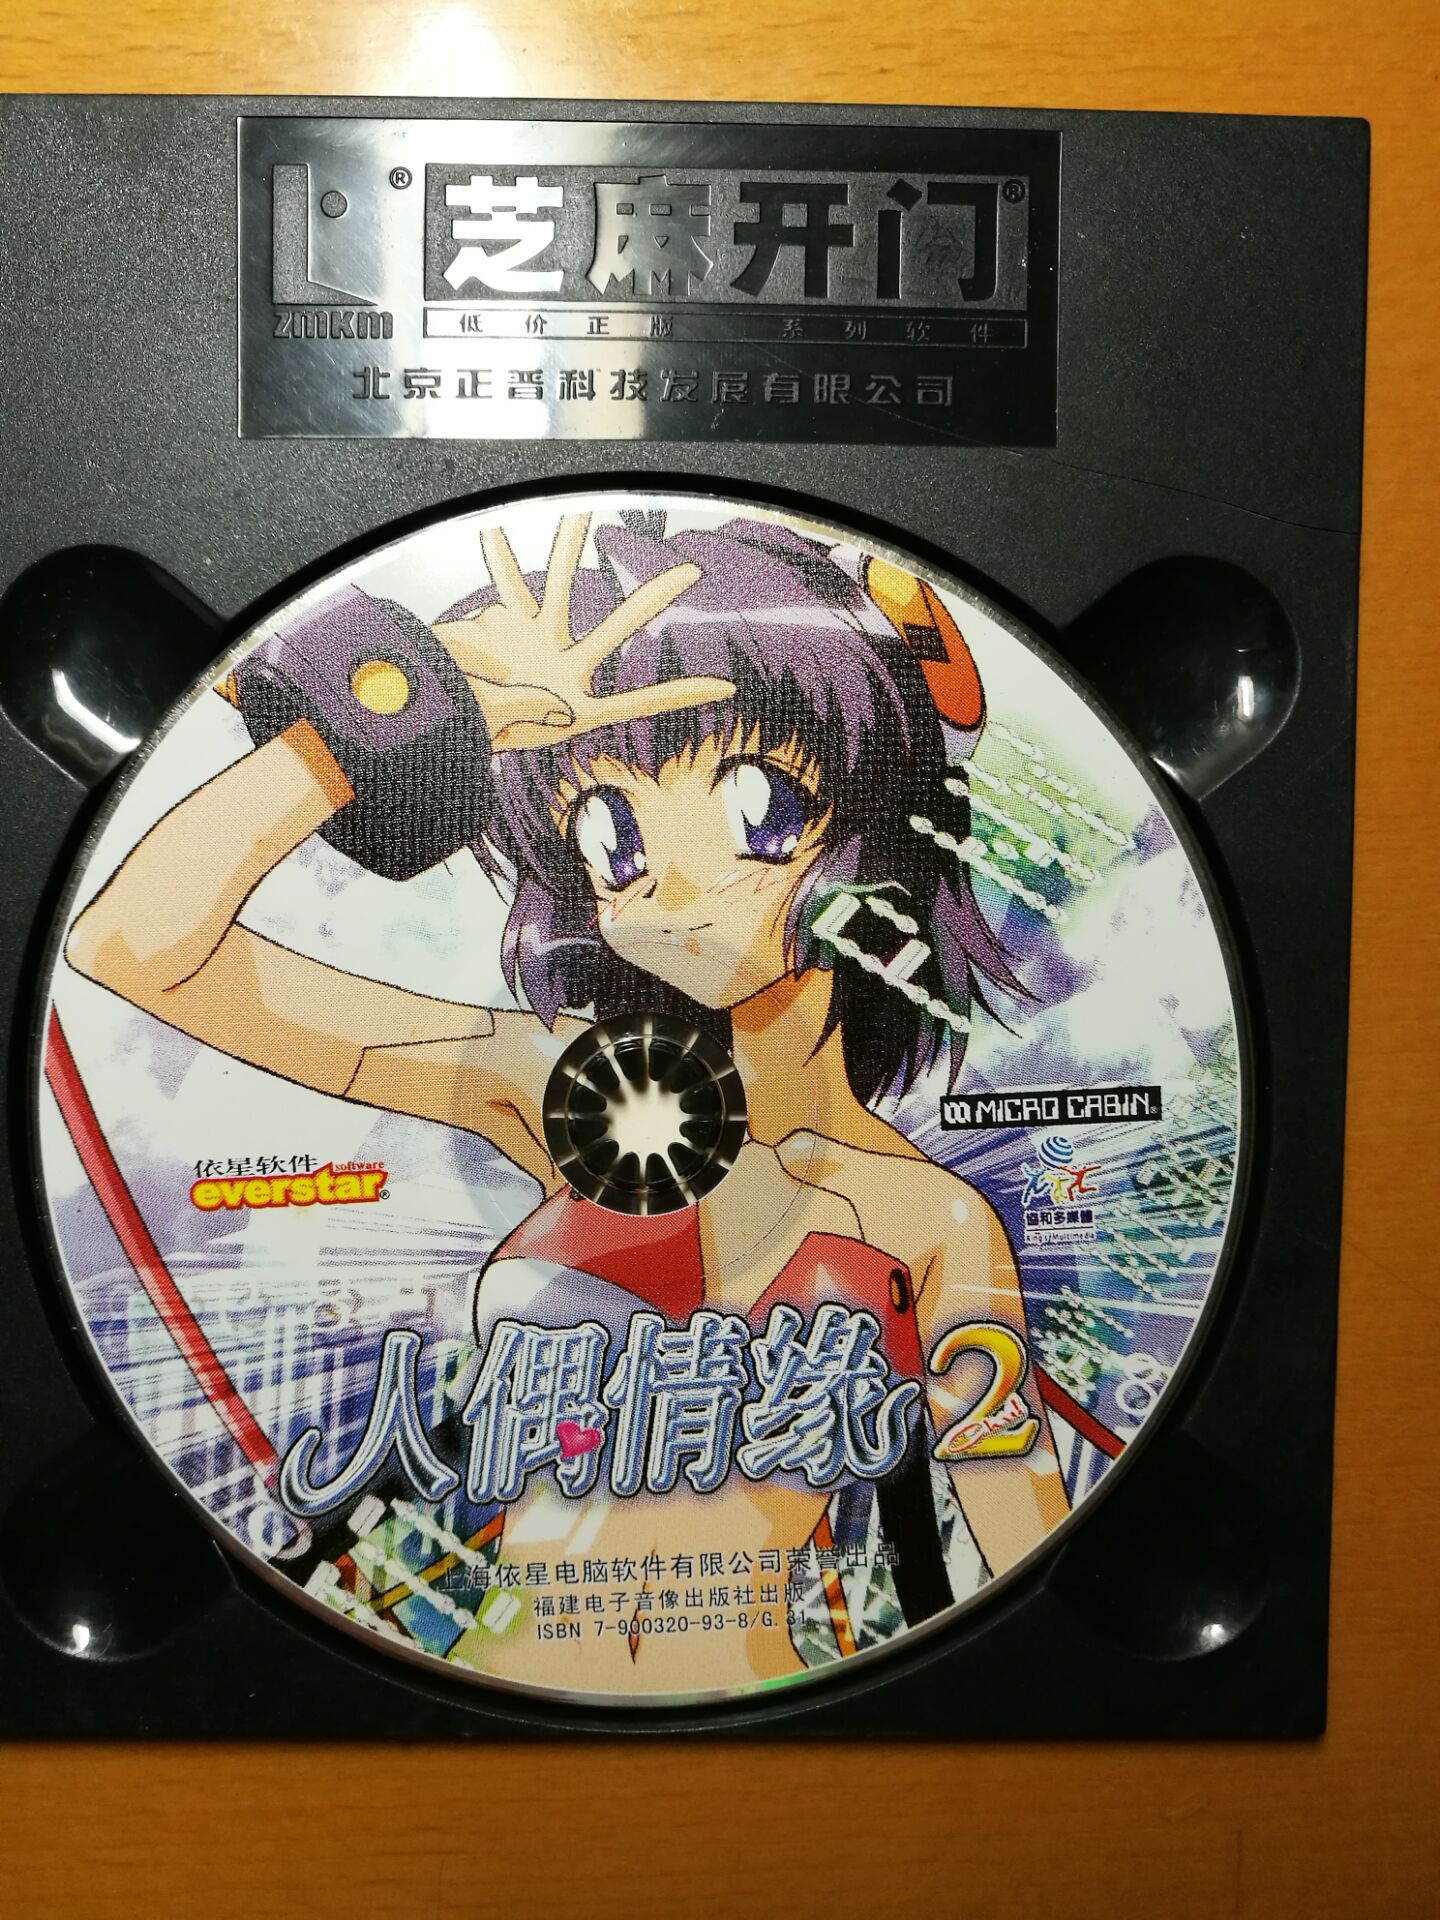 ® 芝麻开门®
zmkm 低价正版 系列软件
北京正普科技发展有限公司
MICRO CABIN®
依星软件 software
everstar®
協和多媒體
King's Multimedia
人偶情缘2
上海依星电脑软件有限公司荣誉出品
福建电子音像出版社出版
ISBN 7-900320-93-8/G.31